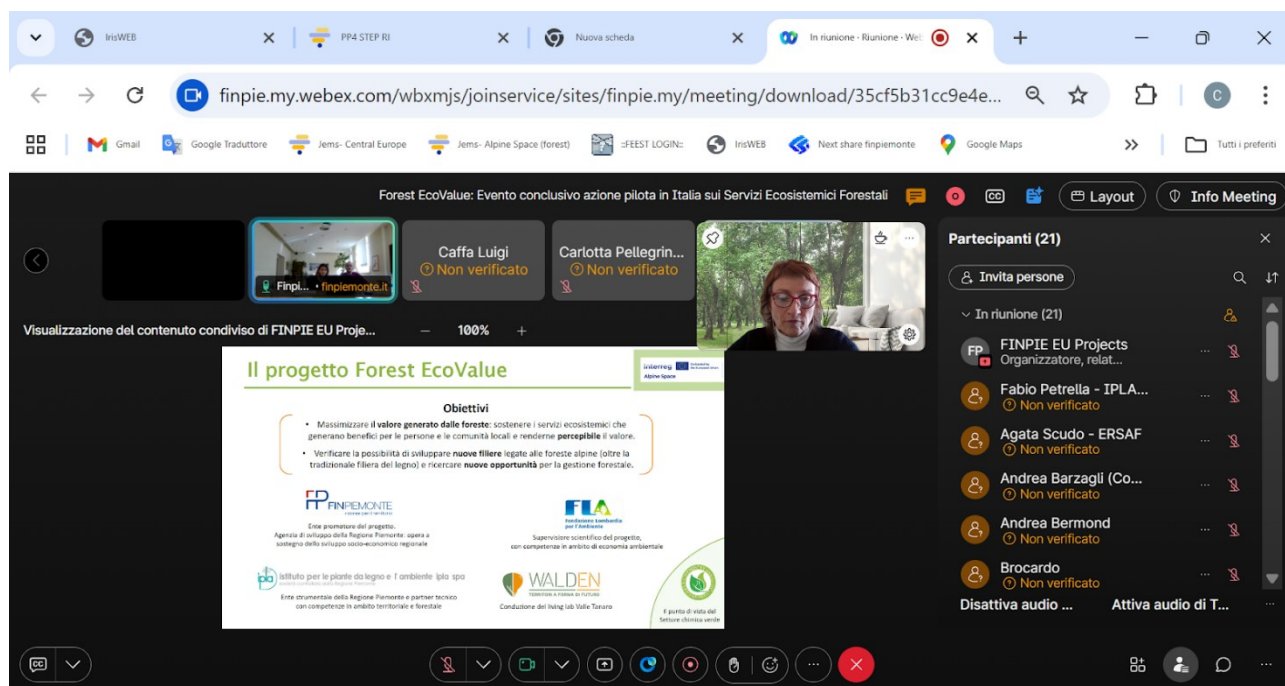 IrisWEB
PP4 STEP RI
Nuova scheda
In riunione - Riunione - We
finpie.my.webex.com/wbxmjs/joinservice/sites/finpie.my/meeting/download/35cf5b31cc9e4e...
C
Gmail
Google Traduttore
Jems- Central Europe
Jems- Alpine Space (forest)
::FEEST LOGIN::
IrisWEB
Next share finpiemonte
Google Maps
Tutti i preferiti
Forest EcoValue: Evento conclusivo azione pilota in Italia sui Servizi Ecosistemici Forestali
CC
Layout
Info Meeting
Finpi... • finpiemonte.it
Caffa Luigi
Non verificato
Carlotta Pellegrin...
Non verificato
Visualizzazione del contenuto condiviso di FINPIE EU Proje...
— 100% +
Il progetto Forest EcoValue
Interreg
Alpine Space
Obiettivi
• Massimizzare il valore generato dalle foreste: sostenere i servizi ecosistemici che
generano benefici per le persone e le comunità locali e renderne percepibile il valore.
• Verificare la possibilità di sviluppare nuove filiere legate alle foreste alpine (oltre la
tradizionale filiera del legno) e ricercare nuove opportunità per la gestione forestale.
FINPIEMONTE
Ente promotore del progetto.
Agenzia di sviluppo della Regione Piemonte: opera a
sostegno dello sviluppo socio-economico regionale
FLA
Fondazione Lombardia
per l'Ambiente
Supervisione scientifico del progetto,
con competenze in ambito di economia ambientale
ipla
istituto per le piante da legno e l'ambiente ipla spa
Ente strumentale della Regione Piemonte e partner tecnico
con competenze in ambito territoriale e forestale
WALDEN
Conduzione del living lab Valle Tanaro
Il punto di vista del
Settore chimica verde
Partecipanti (21)
Invita persone
In riunione (21)
FP
FINPIE EU Projects
Organizzatore, relat...
Fabio Petrella - IPLA...
Non verificato
Agata Scudo - ERSAF
Non verificato
Andrea Barzagli (Co...
Non verificato
Andrea Bermond
Non verificato
Brocardo
Non verificato
Disattiva audio ...
Attiva audio di T...
CC